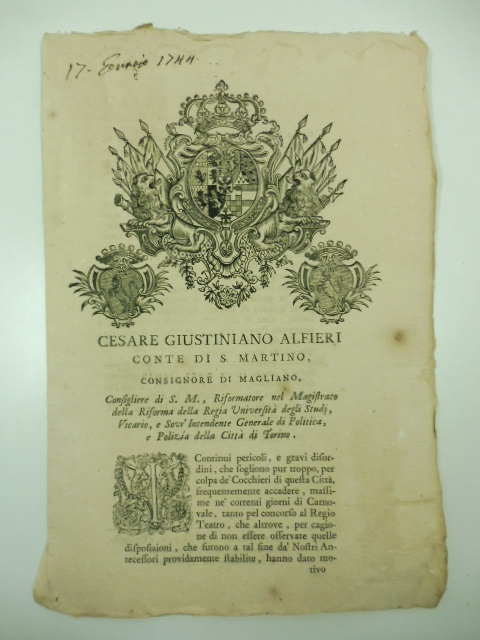 17. Gennaio 1744.
CESARE GIUSTINIANO ALFIERI
CONTE DI S. MARTINO,
CONSIGNORE DI MAGLIANO,
Consigliere di S. M., Riformatore nel Magistrato
della Riforma della Regia Università degli Studj,
Vicario, e Sovr'Intendente Generale di Politica,
e Polizia della Città di Torino.
I Continui pericoli, e gravi disor-
dini, che sogliono pur troppo, per
colpa de' Cocchieri di questa Città,
frequentemente accadere, massi-
me ne' correnti giorni di Carno-
vale, tanto pel concorso al Regio
Teatro, che altrove, per cagio-
ne di non essere osservate quelle
disposizioni, che furono a tal fine da' Nostri An-
tecessori providamente stabilite, hanno dato mo-
tivo